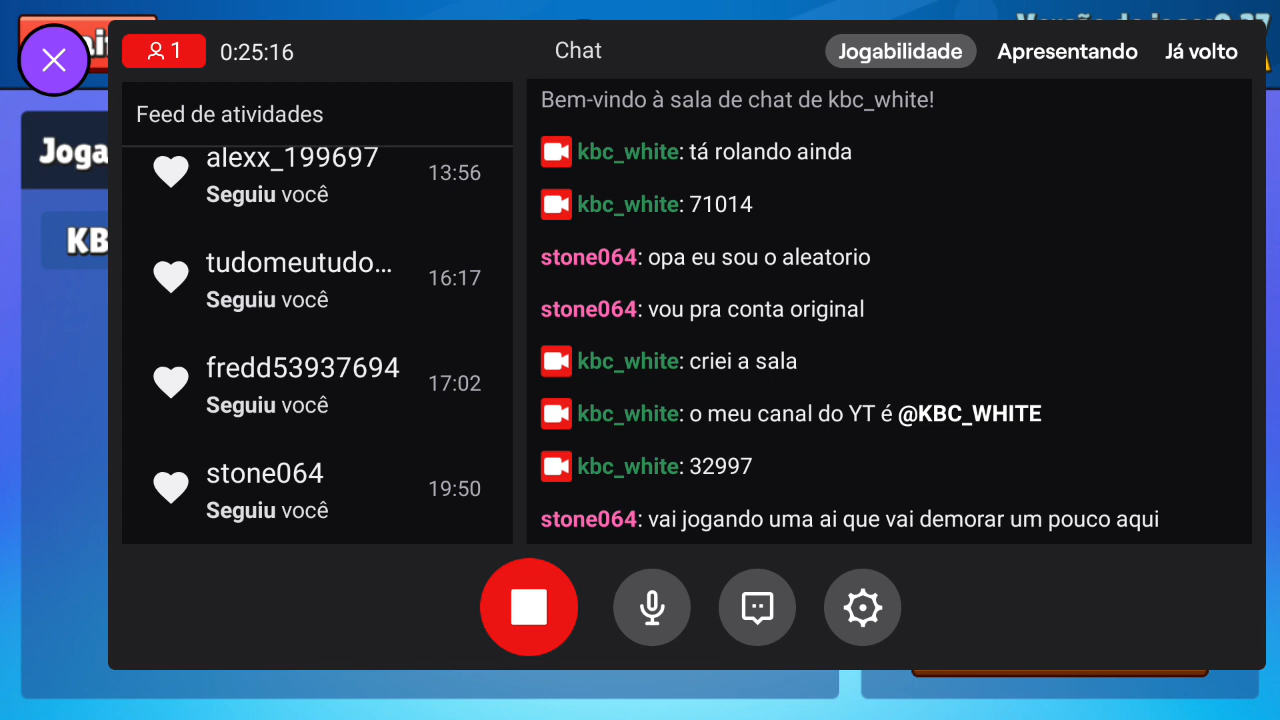 1
0:25:16
Chat
Jogabilidade
Apresentando
Já volto
Feed de atividades
alexx_199697
Seguiu você
13:56
tudomeutudo...
Seguiu você
16:17
fredd53937694
Seguiu você
17:02
stone064
Seguiu você
19:50
Bem-vindo à sala de chat de kbc_white!
kbc_white: tá rolando ainda
kbc_white: 71014
stone064: opa eu sou o aleatorio
stone064: vou pra conta original
kbc_white: criei a sala
kbc_white: o meu canal do YT é @KBC_WHITE
kbc_white: 32997
stone064: vai jogando uma ai que vai demorar um pouco aqui
Joga
KB